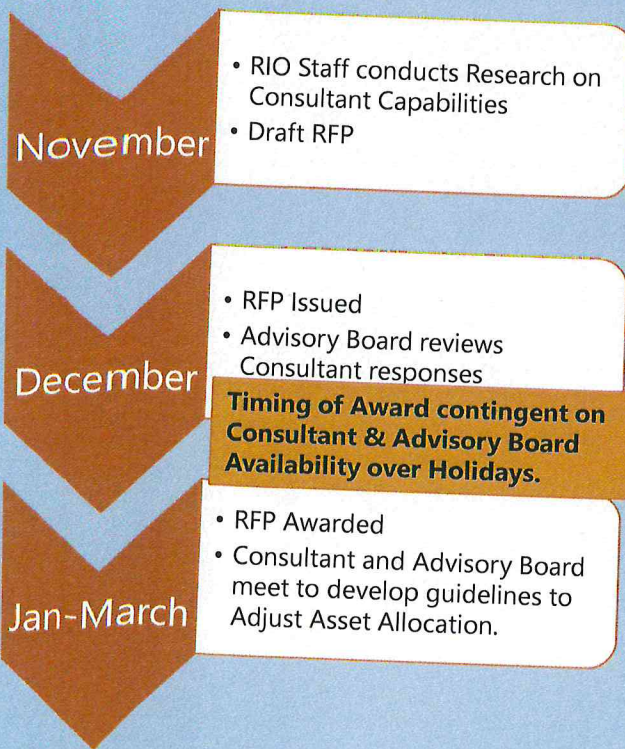 November
• RIO Staff conducts Research on
Consultant Capabilities
• Draft RFP
December
• RFP Issued
• Advisory Board reviews
Consultant responses
Timing of Award contingent on
Consultant & Advisory Board
Availability over Holidays.
Jan-March
• RFP Awarded
• Consultant and Advisory Board
meet to develop guidelines to
Adjust Asset Allocation.